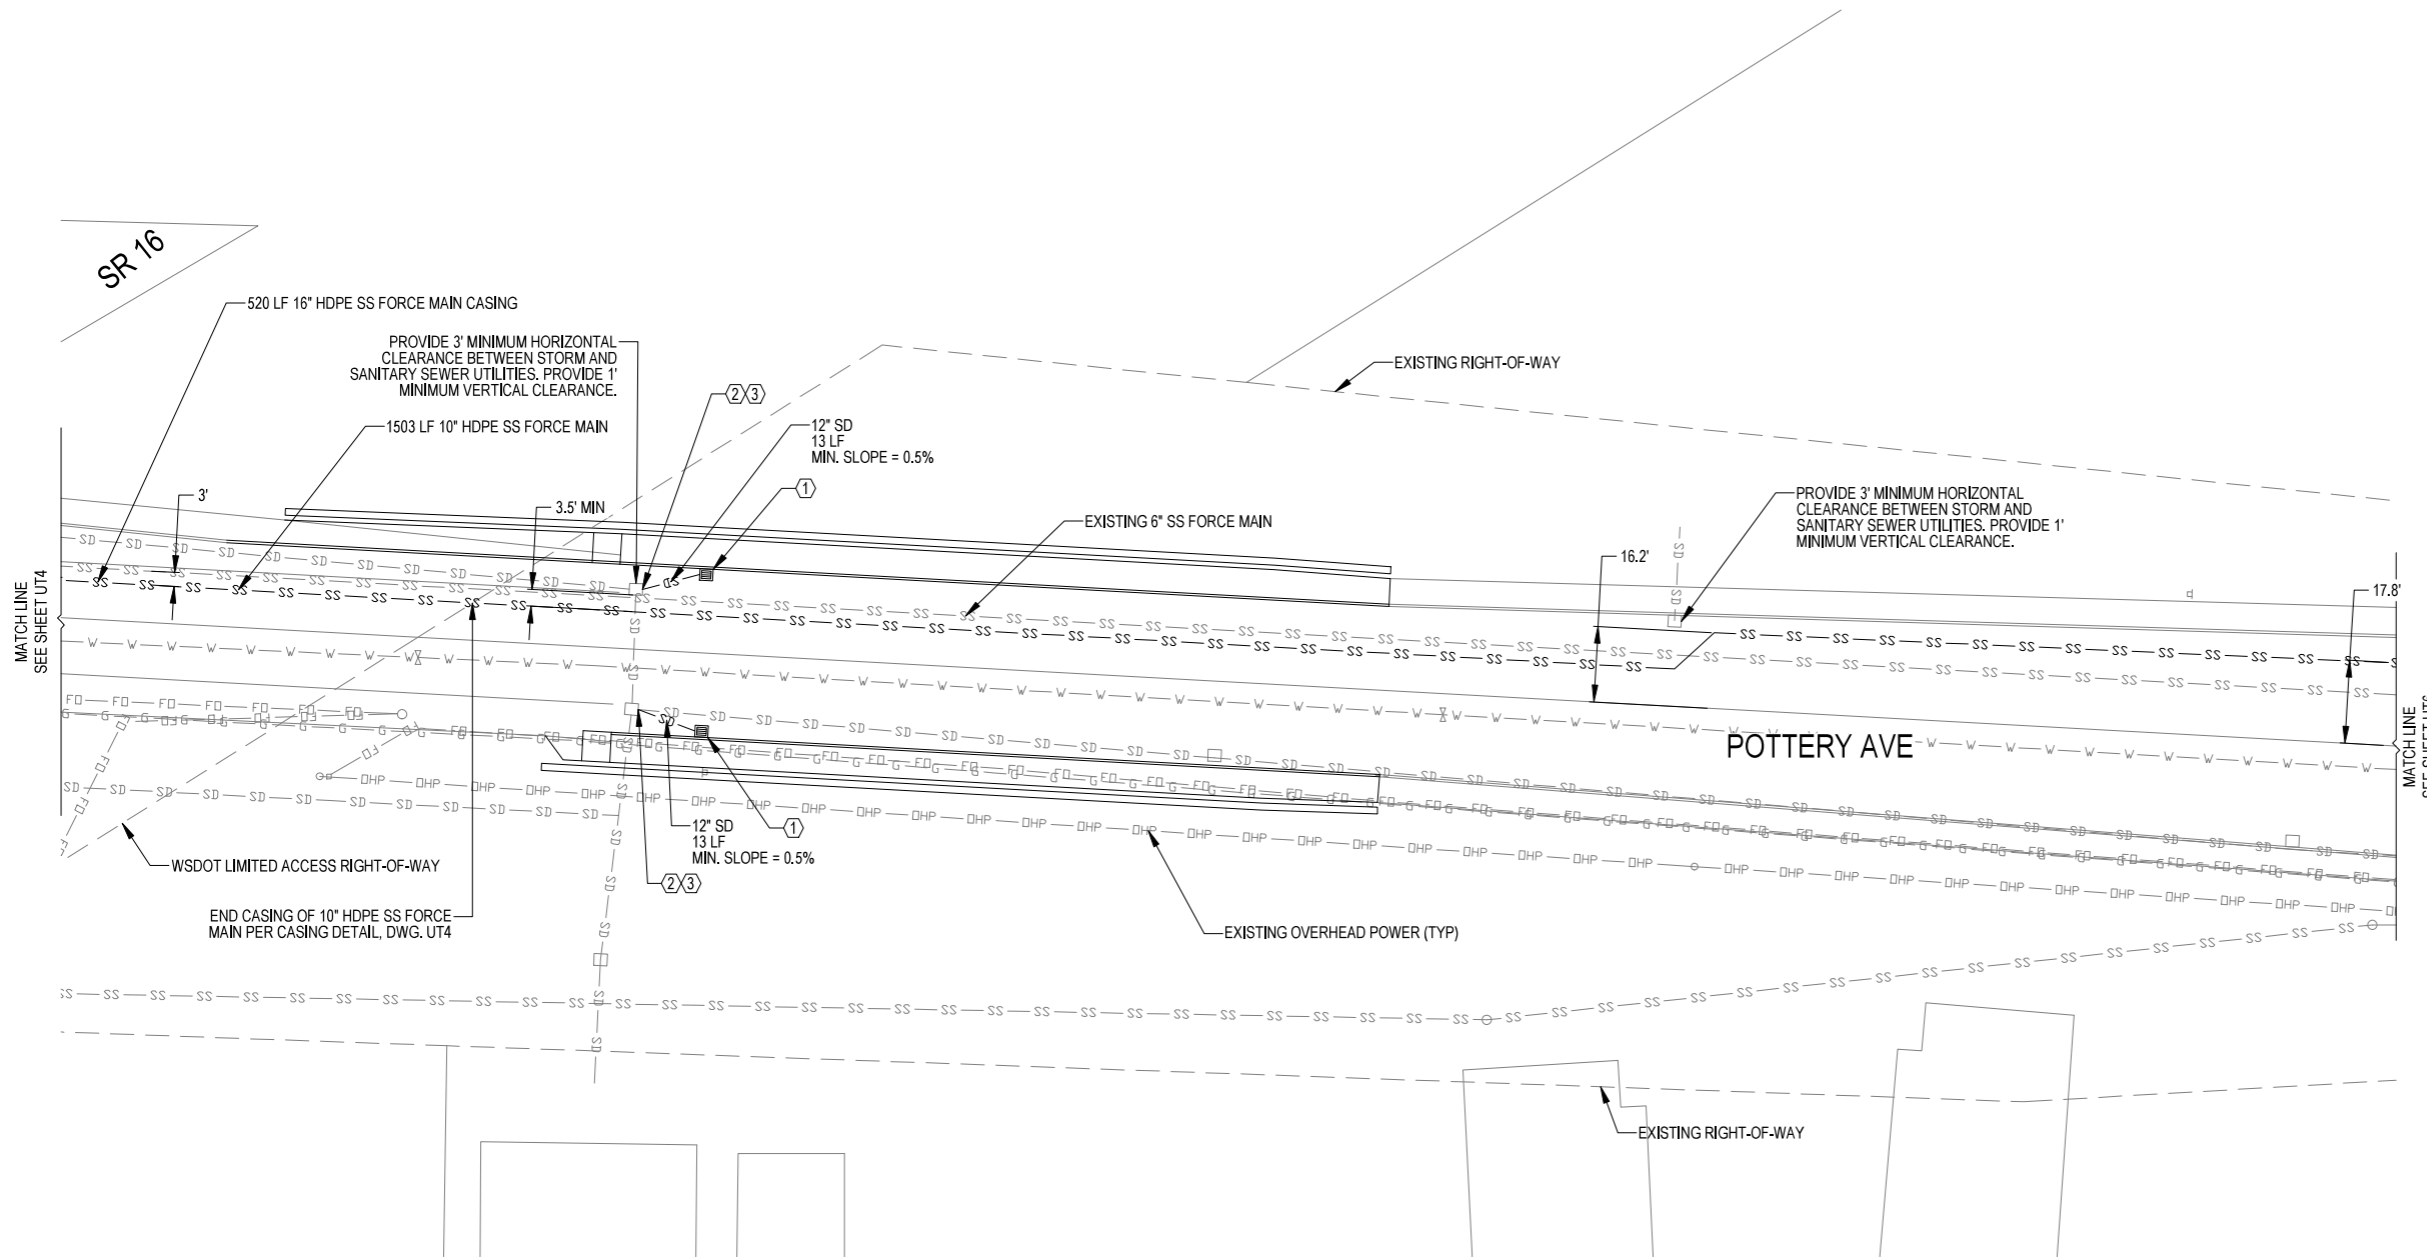 SR 16
520 LF 16" HDPE SS FORCE MAIN CASING
PROVIDE 3' MINIMUM HORIZONTAL
CLEARANCE BETWEEN STORM AND
SANITARY SEWER UTILITIES. PROVIDE 1'
MINIMUM VERTICAL CLEARANCE.
EXISTING RIGHT-OF-WAY
2 3
1503 LF 10" HDPE SS FORCE MAIN
12" SD
13 LF
MIN. SLOPE = 0.5%
1
3'
3.5' MIN
EXISTING 6" SS FORCE MAIN
PROVIDE 3' MINIMUM HORIZONTAL
CLEARANCE BETWEEN STORM AND
SANITARY SEWER UTILITIES. PROVIDE 1'
MINIMUM VERTICAL CLEARANCE.
16.2'
17.8'
MATCH LINE
SEE SHEET UT4
POTTERY AVE
MATCH LINE
12" SD
13 LF
MIN. SLOPE = 0.5%
1
2 3
WSDOT LIMITED ACCESS RIGHT-OF-WAY
END CASING OF 10" HDPE SS FORCE
MAIN PER CASING DETAIL, DWG. UT4
EXISTING OVERHEAD POWER (TYP)
EXISTING RIGHT-OF-WAY